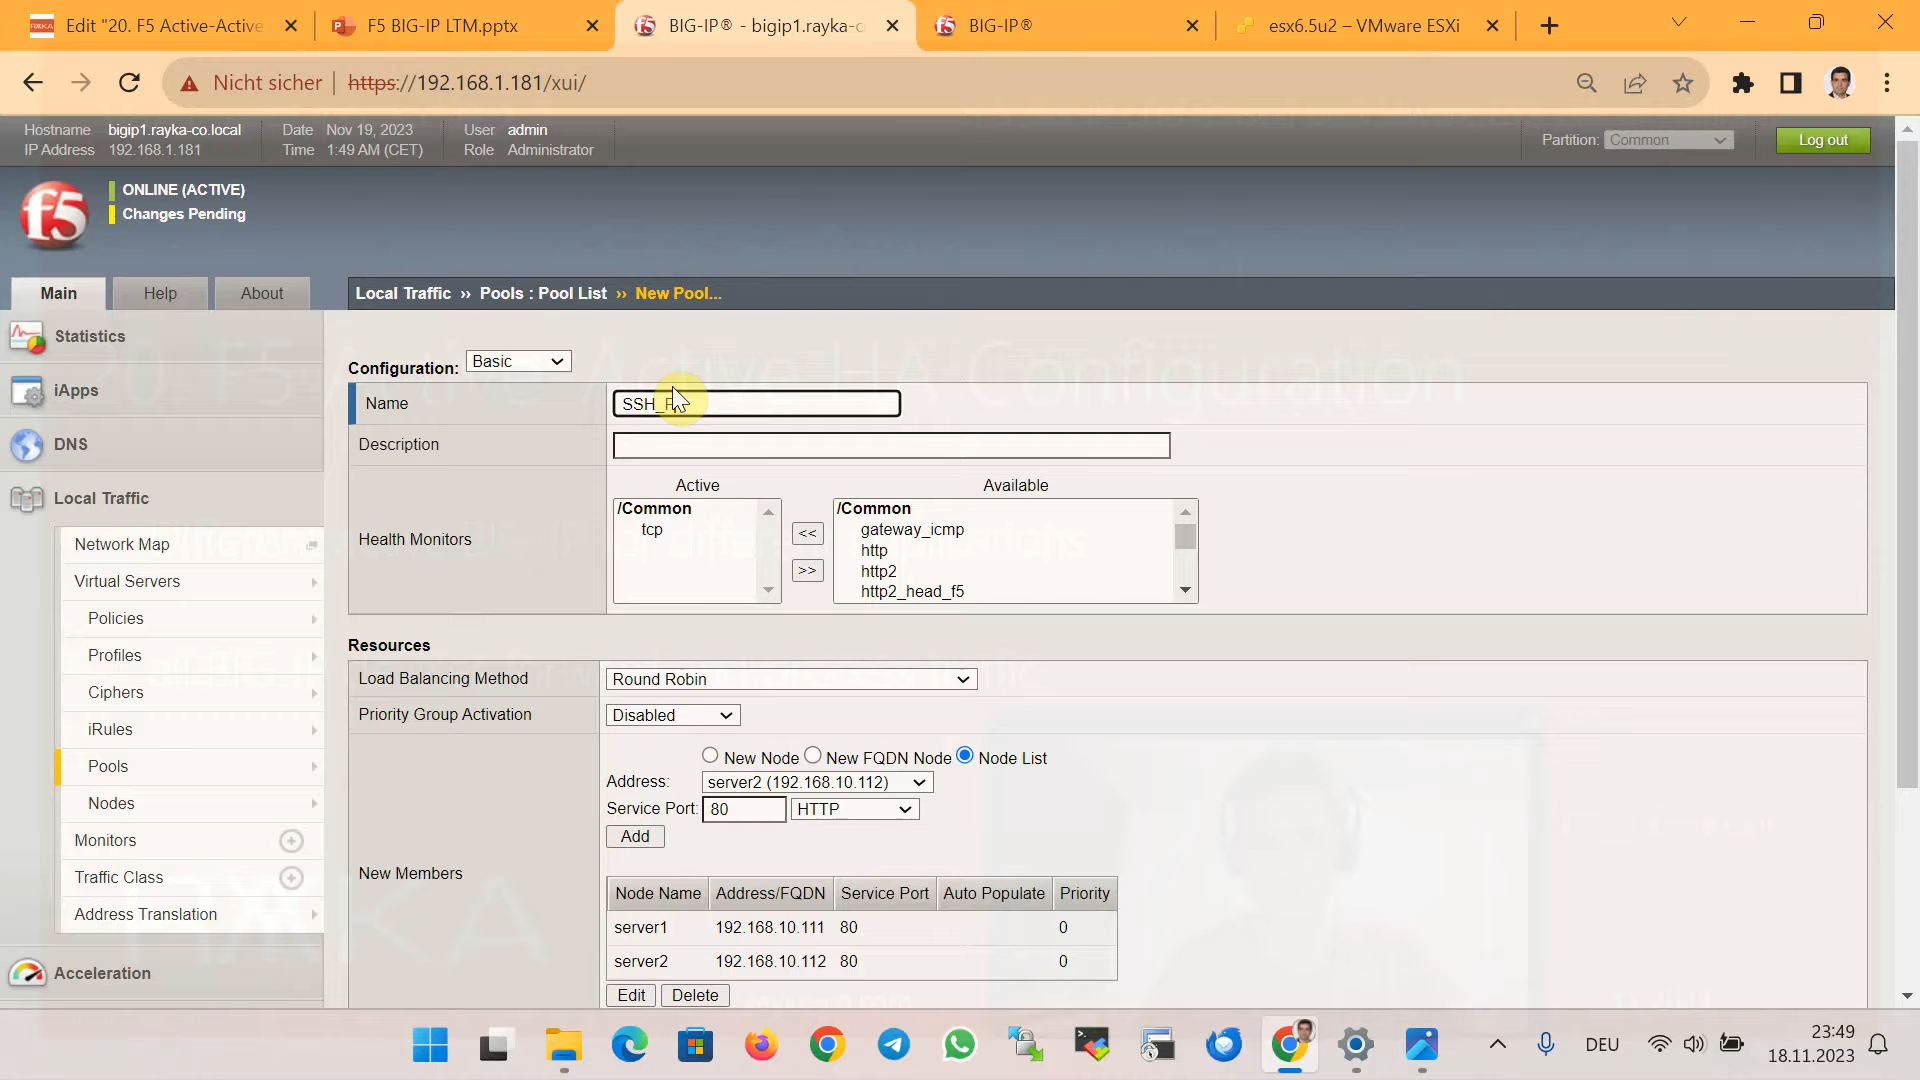 Edit "20. F5 Active-Active
F5 BIG-IP LTM.pptx
BIG-IP® - bigip1.rayka-c
BIG-IP®
esx6.5u2 – VMware ESXi
Nicht sicher
https://192.168.1.181/xui/
Hostname bigip1.rayka-co.local
IP Address 192.168.1.181
Date Nov 19, 2023
Time 1:49 AM (CET)
User admin
Role Administrator
Partition: Common
Log out
ONLINE (ACTIVE)
Changes Pending
f5
Main
Help
About
Local Traffic ›› Pools : Pool List ›› New Pool...
Statistics
iApps
DNS
Local Traffic
Network Map
Virtual Servers
Policies
Profiles
Ciphers
iRules
Pools
Nodes
Monitors
Traffic Class
Address Translation
Acceleration
20. F5 Active-Active HA Configuration
Configuration: Basic
Name
SSH_
Description
Health Monitors
Active
/Common
tcp
<<
>>
Available
/Common
gateway_icmp
http
http2
http2_head_f5
Resources
Load Balancing Method
Round Robin
Priority Group Activation
Disabled
New Members
New Node New FQDN Node Node List
Address: server2 (192.168.10.112)
Service Port: 80 HTTP
Add
Node Name Address/FQDN Service Port Auto Populate Priority
server1 192.168.10.111 80 0
server2 192.168.10.112 80 0
Edit Delete
DEU
23:49
18.11.2023